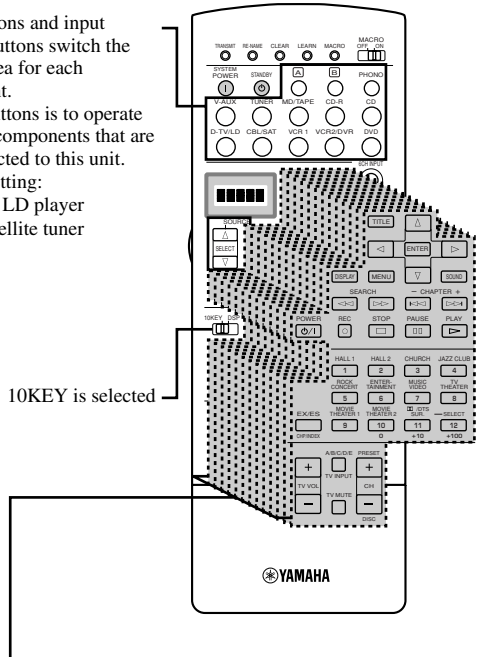 ons and input
uttons switch the
ea for each
t.
ttons is to operate
components that are
cted to this unit.
tting:
LD player
ellite tuner
10KEY is selected
TRANSMIT RE-NAME CLEAR LEARN MACRO
MACRO
OFF ON
SYSTEM
POWER STANDBY A B PHONO
V-AUX TUNER MD/TAPE CD-R CD
D-TV/LD CBL/SAT VCR 1 VCR2/DVR DVD
6CH INPUT
SOURCE
SELECT
TITLE
ENTER
DISPLAY MENU SOUND
SEARCH – CHAPTER +
10KEY DSP
POWER REC STOP PAUSE PLAY
HALL 1 HALL 2 CHURCH JAZZ CLUB
1 2 3 4
ROCK CONCERT ENTER-TAINMENT MUSIC VIDEO TV THEATER
5 6 7 8
MOVIE THEATER 1 MOVIE THEATER 2 /DTS SUR. SELECT
EX/ES 9 10 11 12
CHP/INDEX 0 +10 +100
A/B/C/D/E PRESET
+ TV INPUT +
TV VOL CH
– TV MUTE –
DISC
YAMAHA